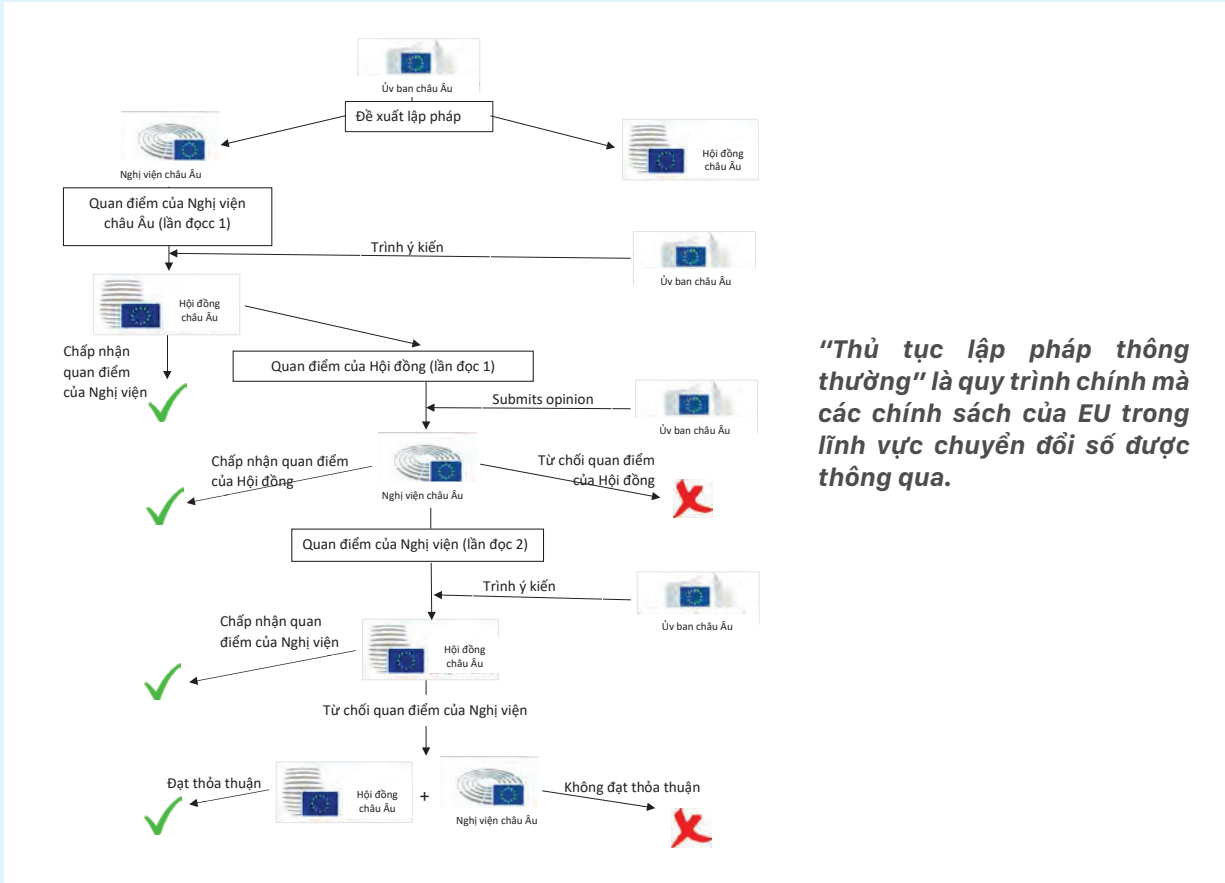 Ủv ban châu Âu
Đề xuất lập pháp
Nghị viện châu Âu
Hội đồng
châu Âu
Quan điểm của Nghị viện
châu Âu (lần đọcc 1)
Trình ý kiến
Ủv ban châu Âu
Hội đồng
châu Âu
Chấp nhận
quan điểm
của Nghị viện
Quan điểm của Hội đồng (lần đọc 1)
Submits opinion
Ủv ban châu Âu
Chấp nhận quan điểm
của Hội đồng
Nghị viện châu Âu
Từ chối quan điểm
của Hội đồng
Quan điểm của Nghị viện (lần đọc 2)
Trình ý kiến
Ủv ban châu Âu
Chấp nhận quan
điểm của Nghị viện
Hội đồng
châu Âu
Từ chối quan điểm của Nghị viện
Đạt thỏa thuận
Hội đồng
châu Âu
+
Nghị viện châu Âu
Không đạt thỏa thuận
"Thủ tục lập pháp thông
thường" là quy trình chính mà
các chính sách của EU trong
lĩnh vực chuyển đổi số được
thông qua.